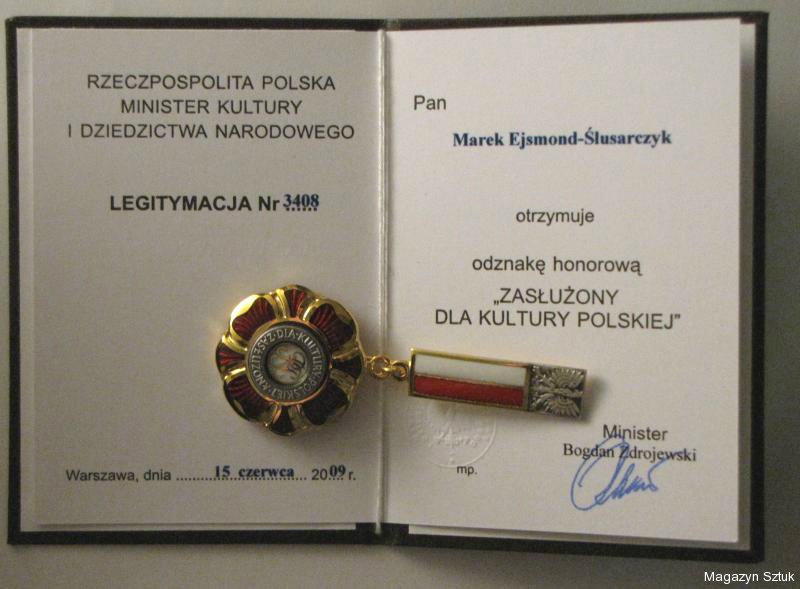 RZECZPOSPOLITA POLSKA
MINISTER KULTURY
I DZIEDZICTWA NARODOWEGO
LEGITYMACJA Nr 3408
Warszawa, dnia 15 czerwca 2009 r.
Pan
Marek Ejsmond-Ślusarczyk
otrzymuje
odznakę honorową
„ZASŁUŻONY
DLA KULTURY POLSKIEJ”
Minister
Bogdan Zdrojewski
mp.
ZASŁUŻONY·DLA·KULTURY·POLSKIEJ
Magazyn Sztuk